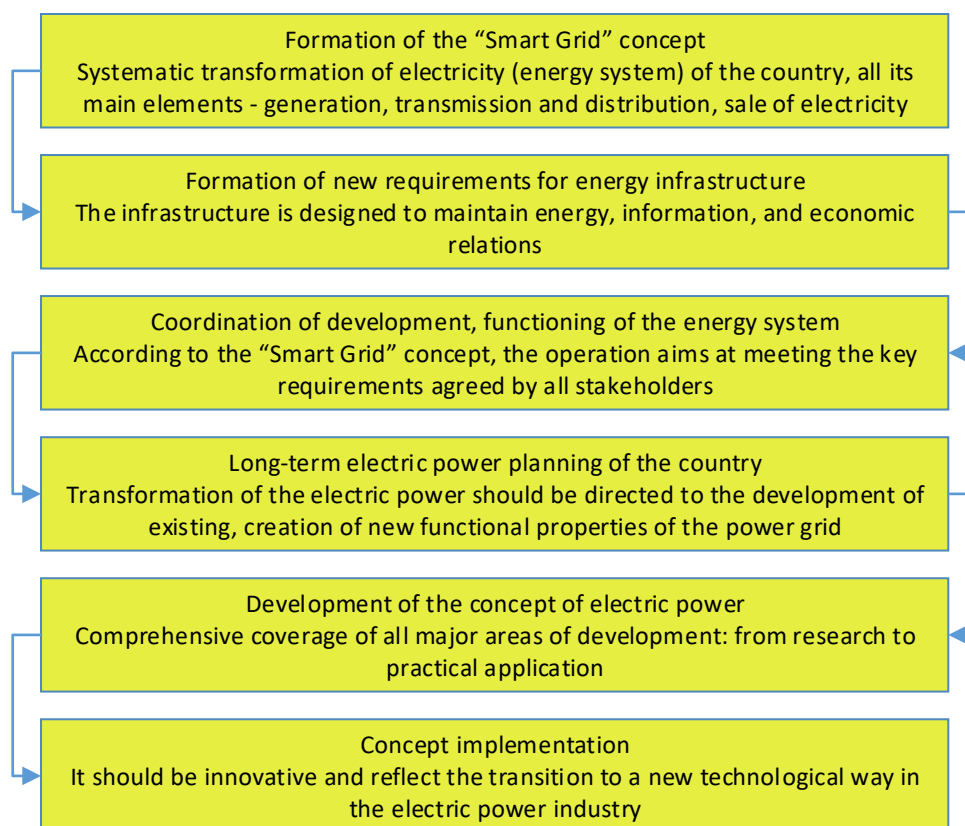 Formation of the “Smart Grid” concept
Systematic transformation of electricity (energy system) of the country, all its
main elements - generation, transmission and distribution, sale of electricity
Formation of new requirements for energy infrastructure
The infrastructure is designed to maintain energy, information, and economic
relations
Coordination of development, functioning of the energy system
According to the “Smart Grid” concept, the operation aims at meeting the key
requirements agreed by all stakeholders
Long-term electric power planning of the country
Transformation of the electric power should be directed to the development of
existing, creation of new functional properties of the power grid
Development of the concept of electric power
Comprehensive coverage of all major areas of development: from research to
practical application
Concept implementation
It should be innovative and reflect the transition to a new technological way in
the electric power industry